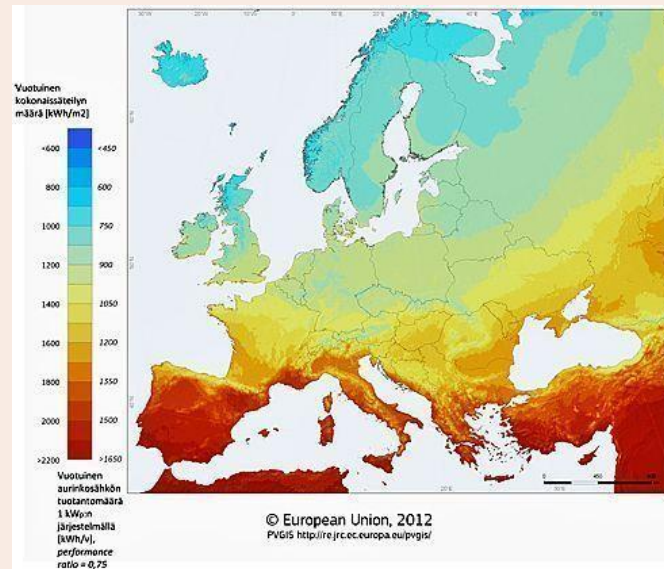 Vuotuinen
kokonaissäteilyn
määrä [kWh/m2]
<600 <450
800 600
1000 750
1200 900
1400 1050
1600 1200
1800 1350
2000 1500
>2200 >1650
Vuotuinen
aurinkosähkön
tuotantomäärä
1 kWp:n
järjestelmällä
[kWh/v],
performance
ratio = 0,75
© European Union, 2012
PVGIS http://re.jrc.ec.europa.eu/pvgis/